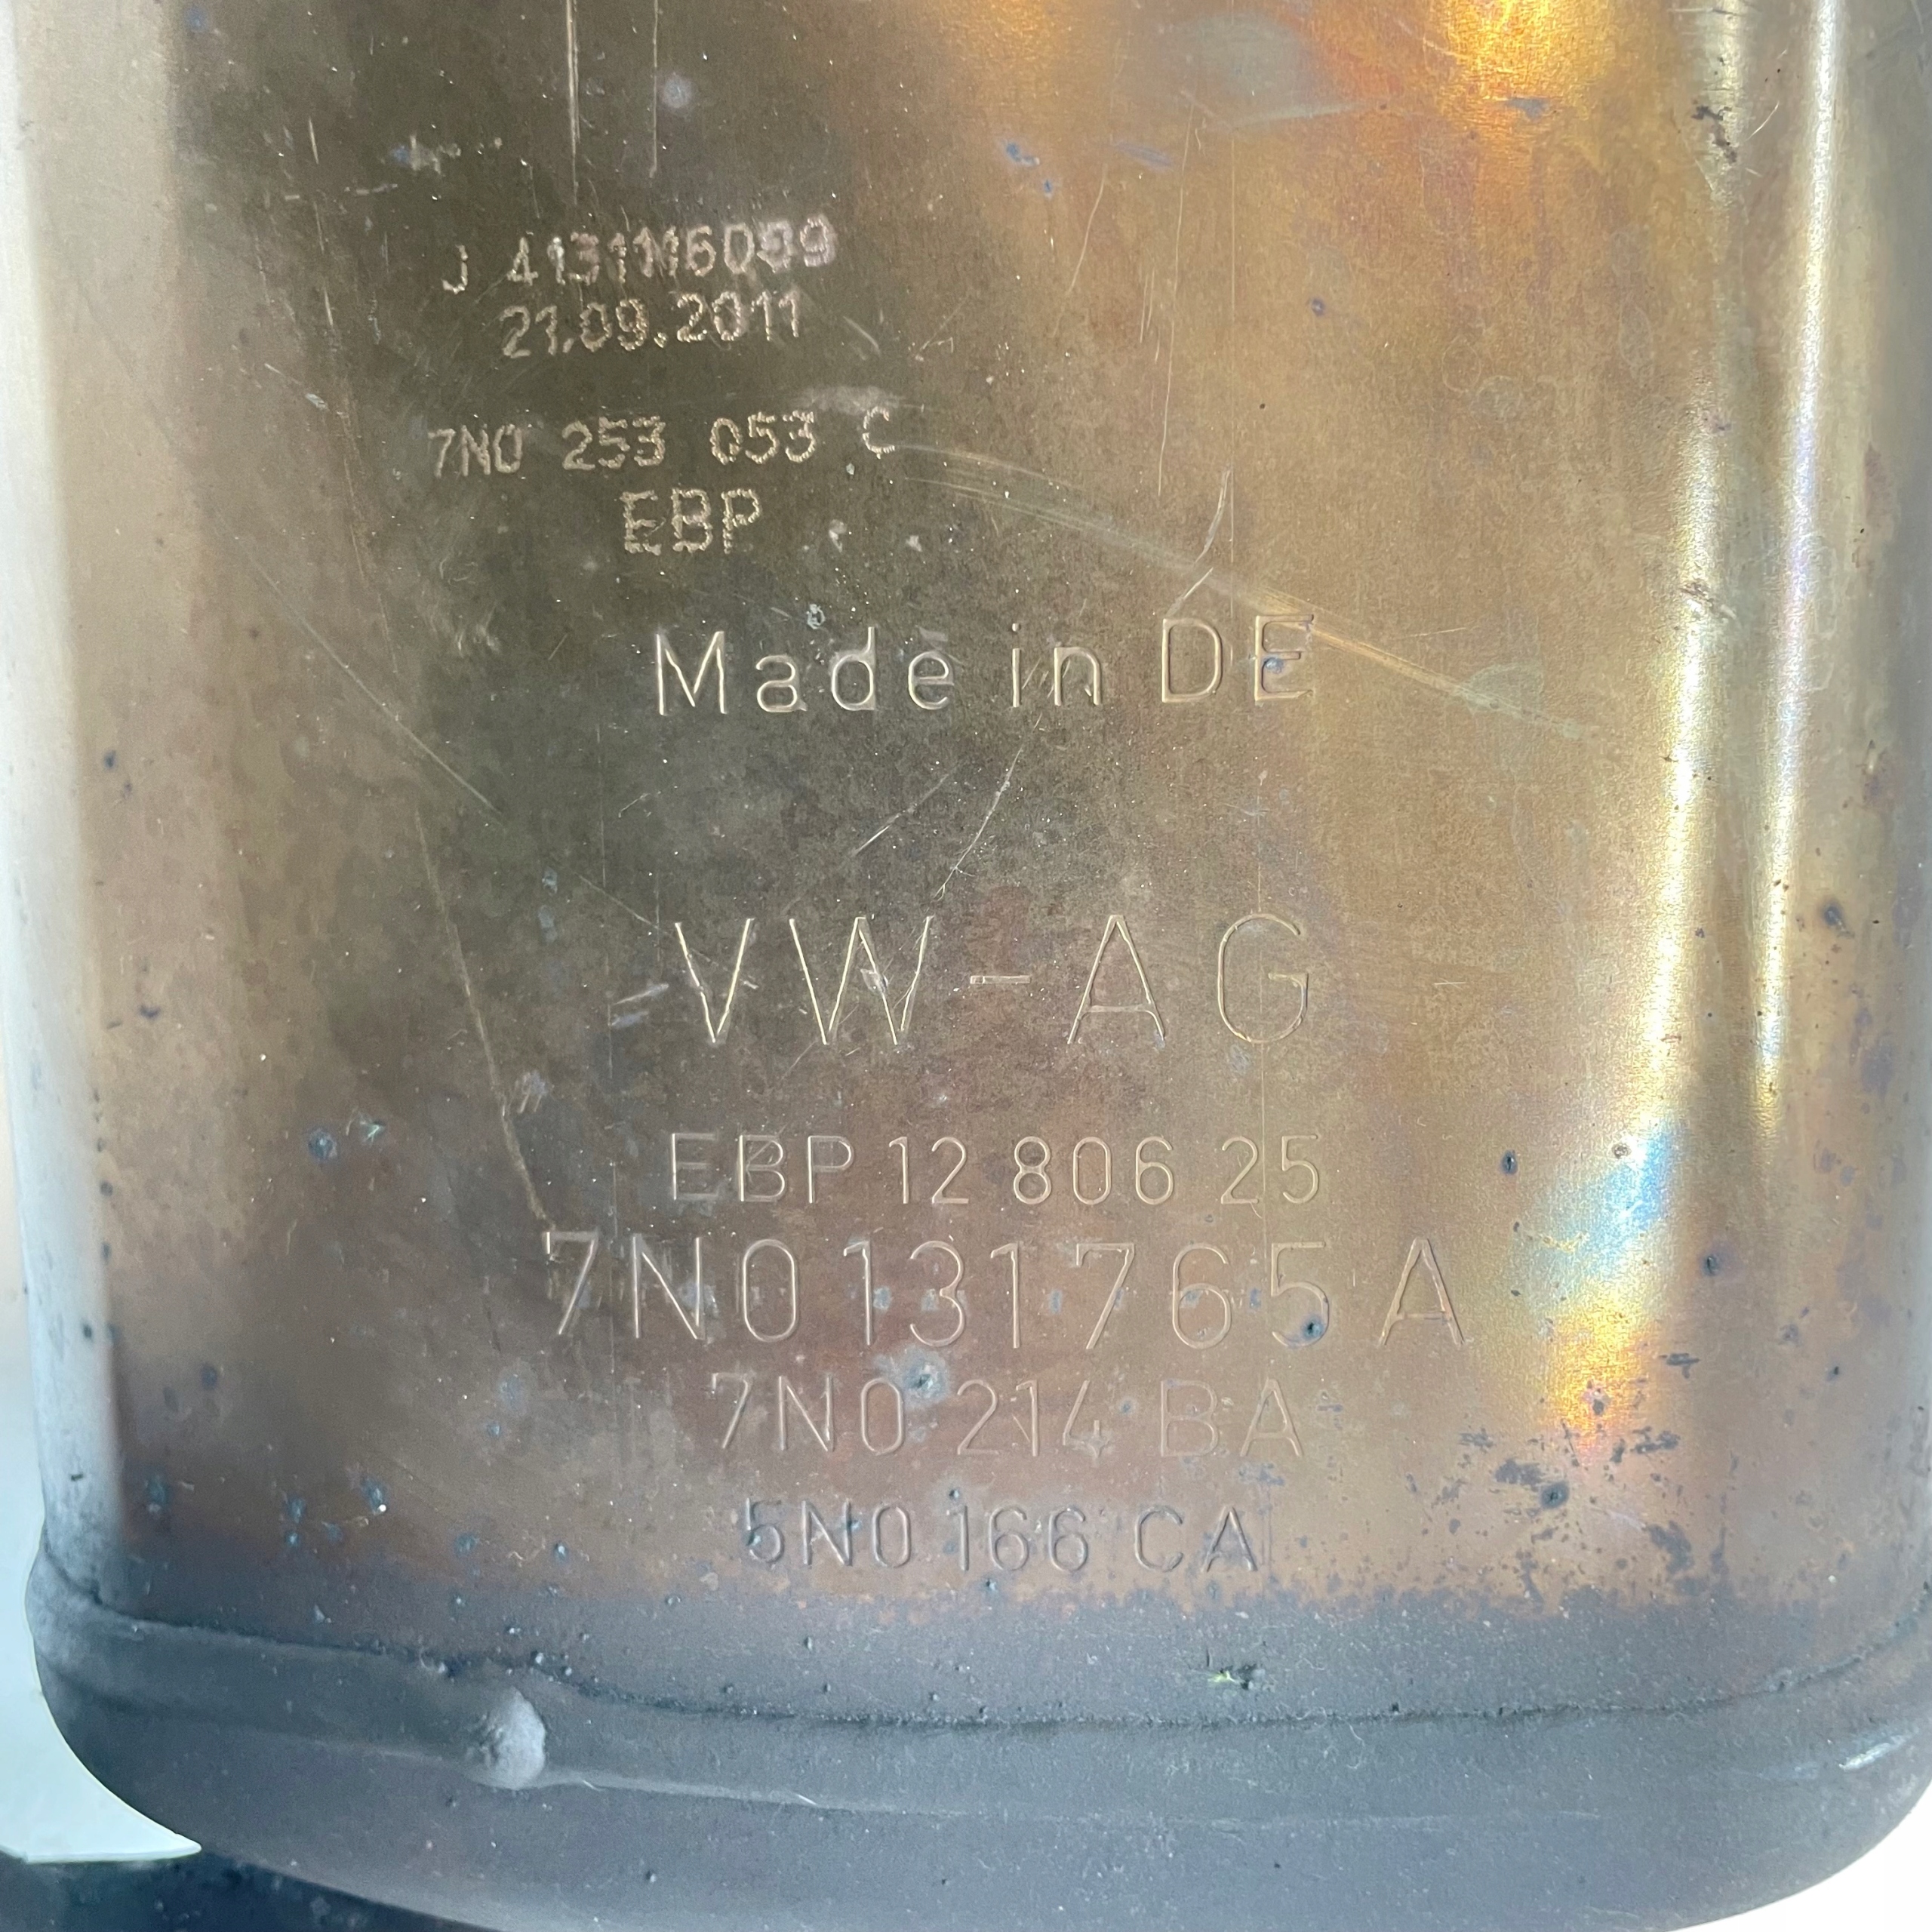 21.09.2011
7N0 253 053 C
EBP
Made in DE
VW-AG
EBP 12 806 25
7N0131765A
7N0 214 BA
5N0 166 CA